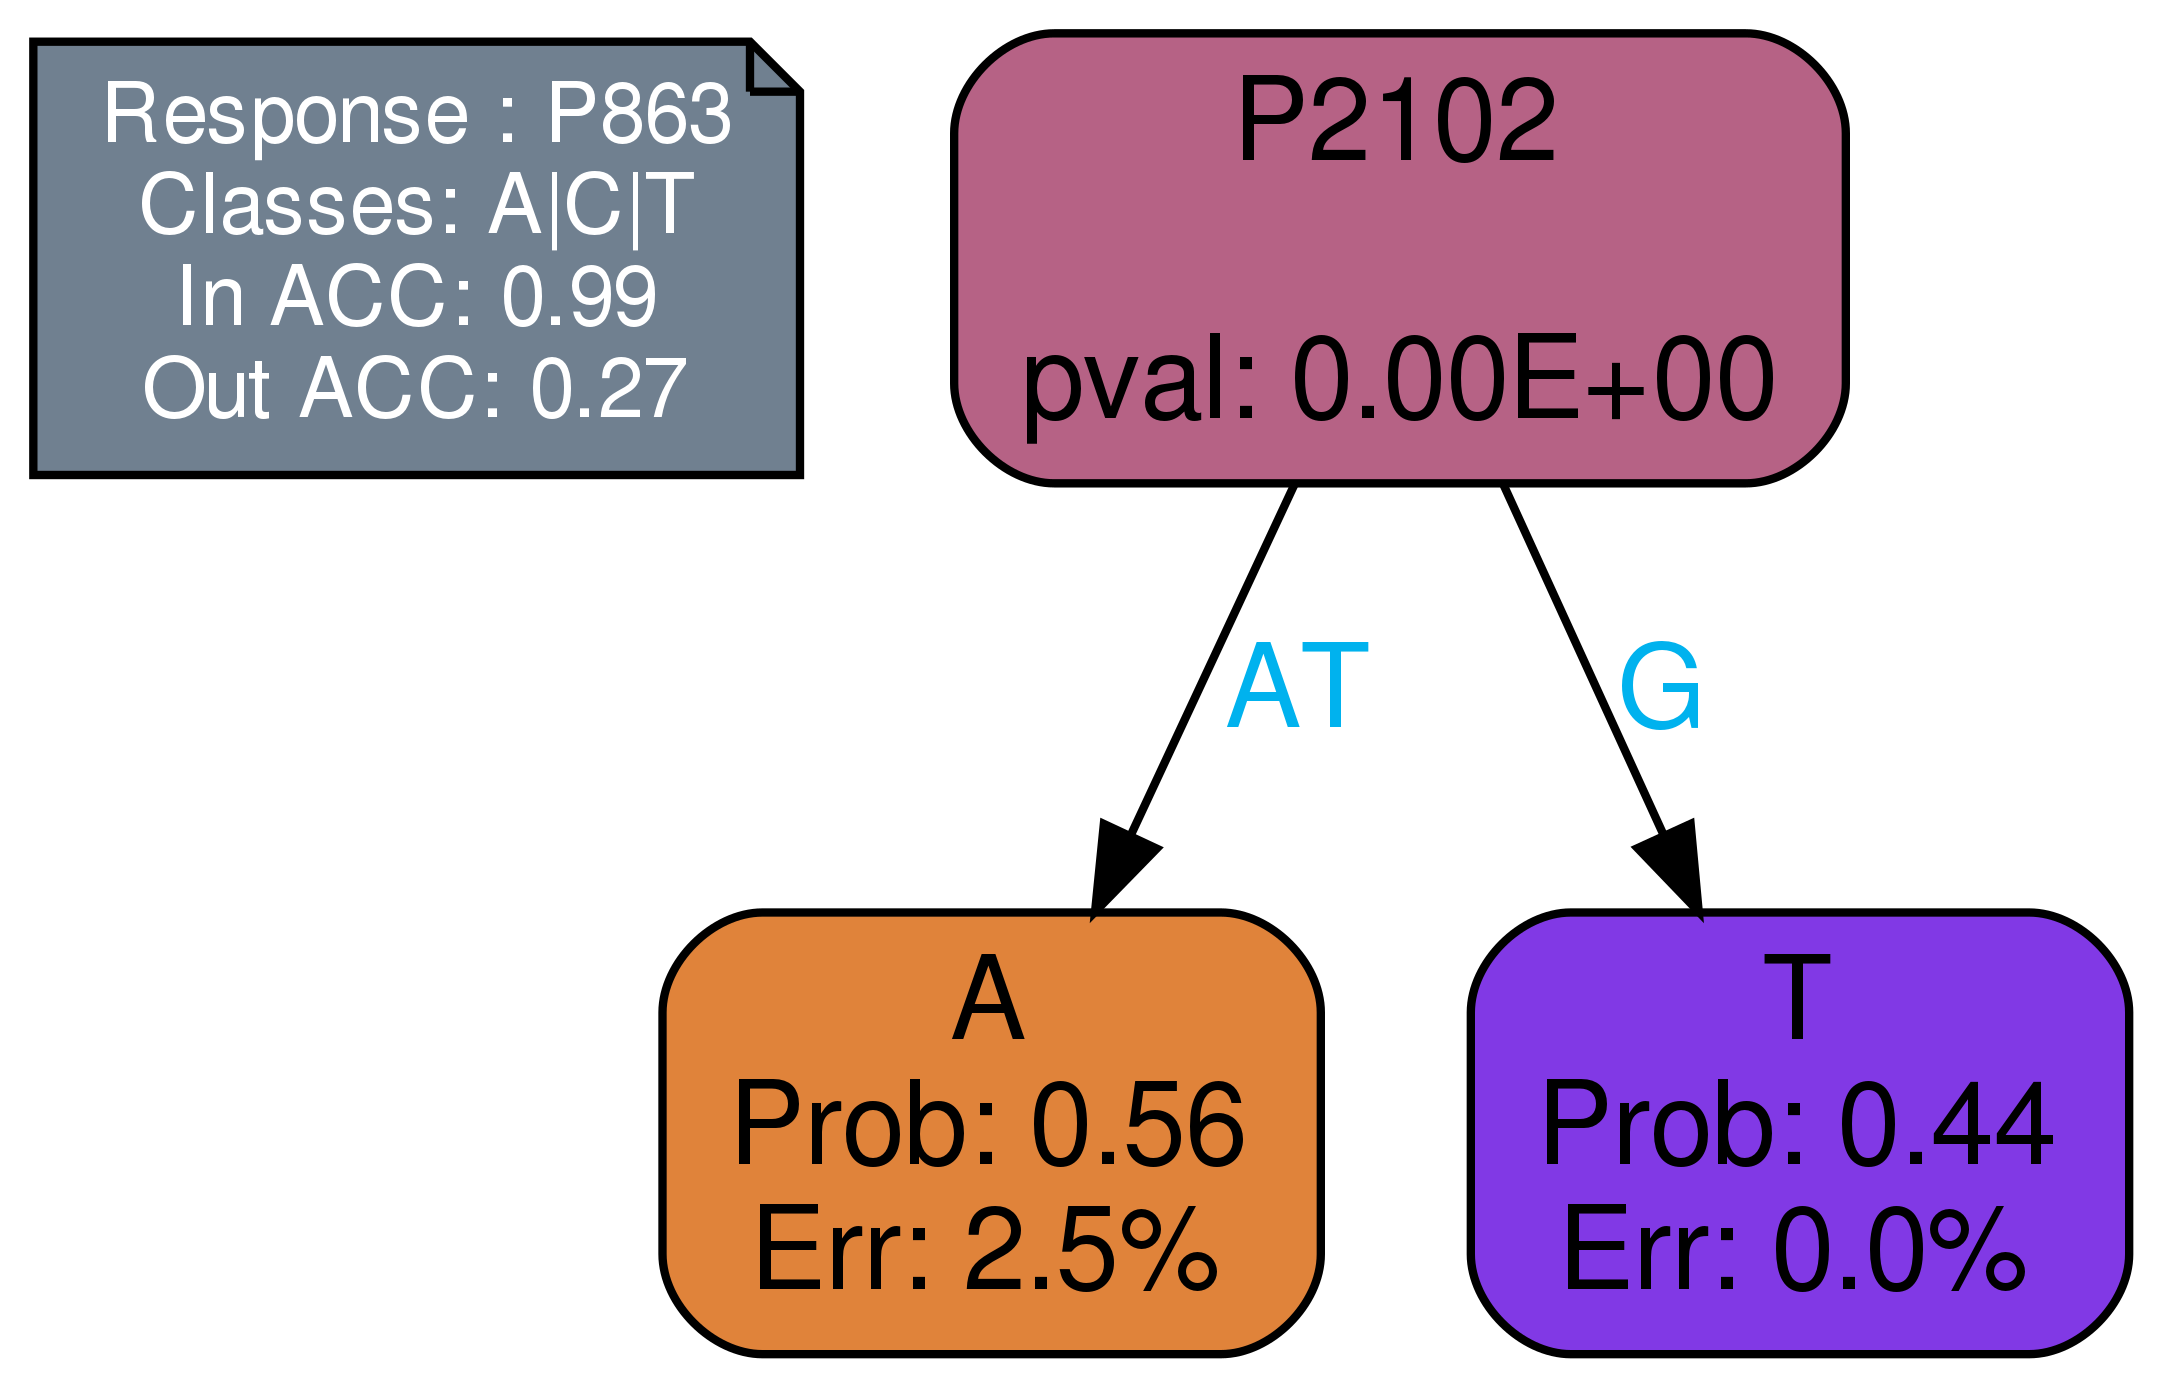 Response : P863
Classes: A|C|T
In ACC: 0.99
Out ACC: 0.27
P2102
pval: 0.00E+00
AT
G
A
Prob: 0.56
Err: 2.5%
T
Prob: 0.44
Err: 0.0%